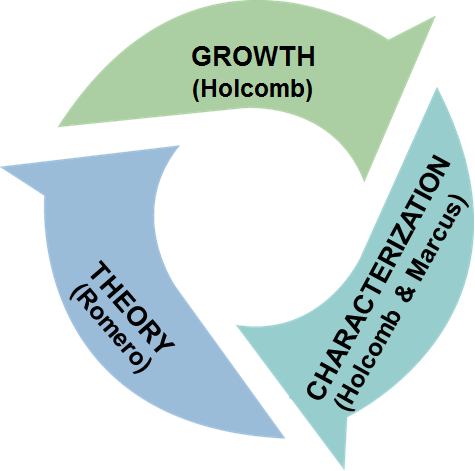 GROWTH
(Holcomb)
CHARACTERIZATION
(Holcomb & Marcus)
THEORY
(Romero)